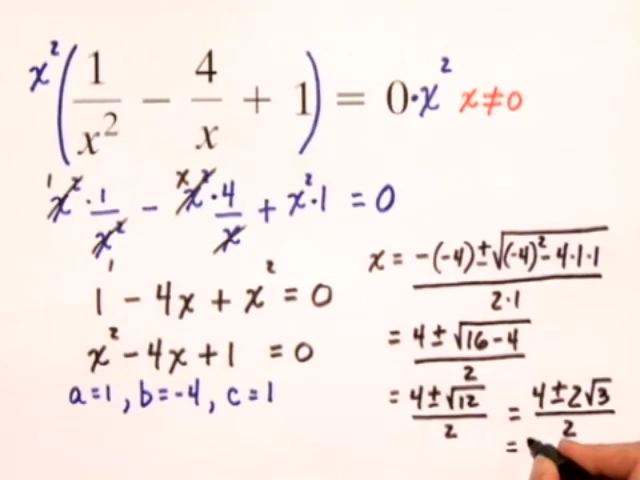 x²(1/x² − 4/x + 1) = 0·x² x≠0
1 x² · 1/x² − x x² · 4/x + x² · 1 = 0
1
1 − 4x + x² = 0
x² − 4x + 1 = 0
a=1, b=−4, c=1
x = −(−4) ± √(−4)² − 4·1·1 / 2·1
= 4 ± √16 − 4 / 2
= 4 ± √12 / 2 = 4 ± 2√3 / 2
=